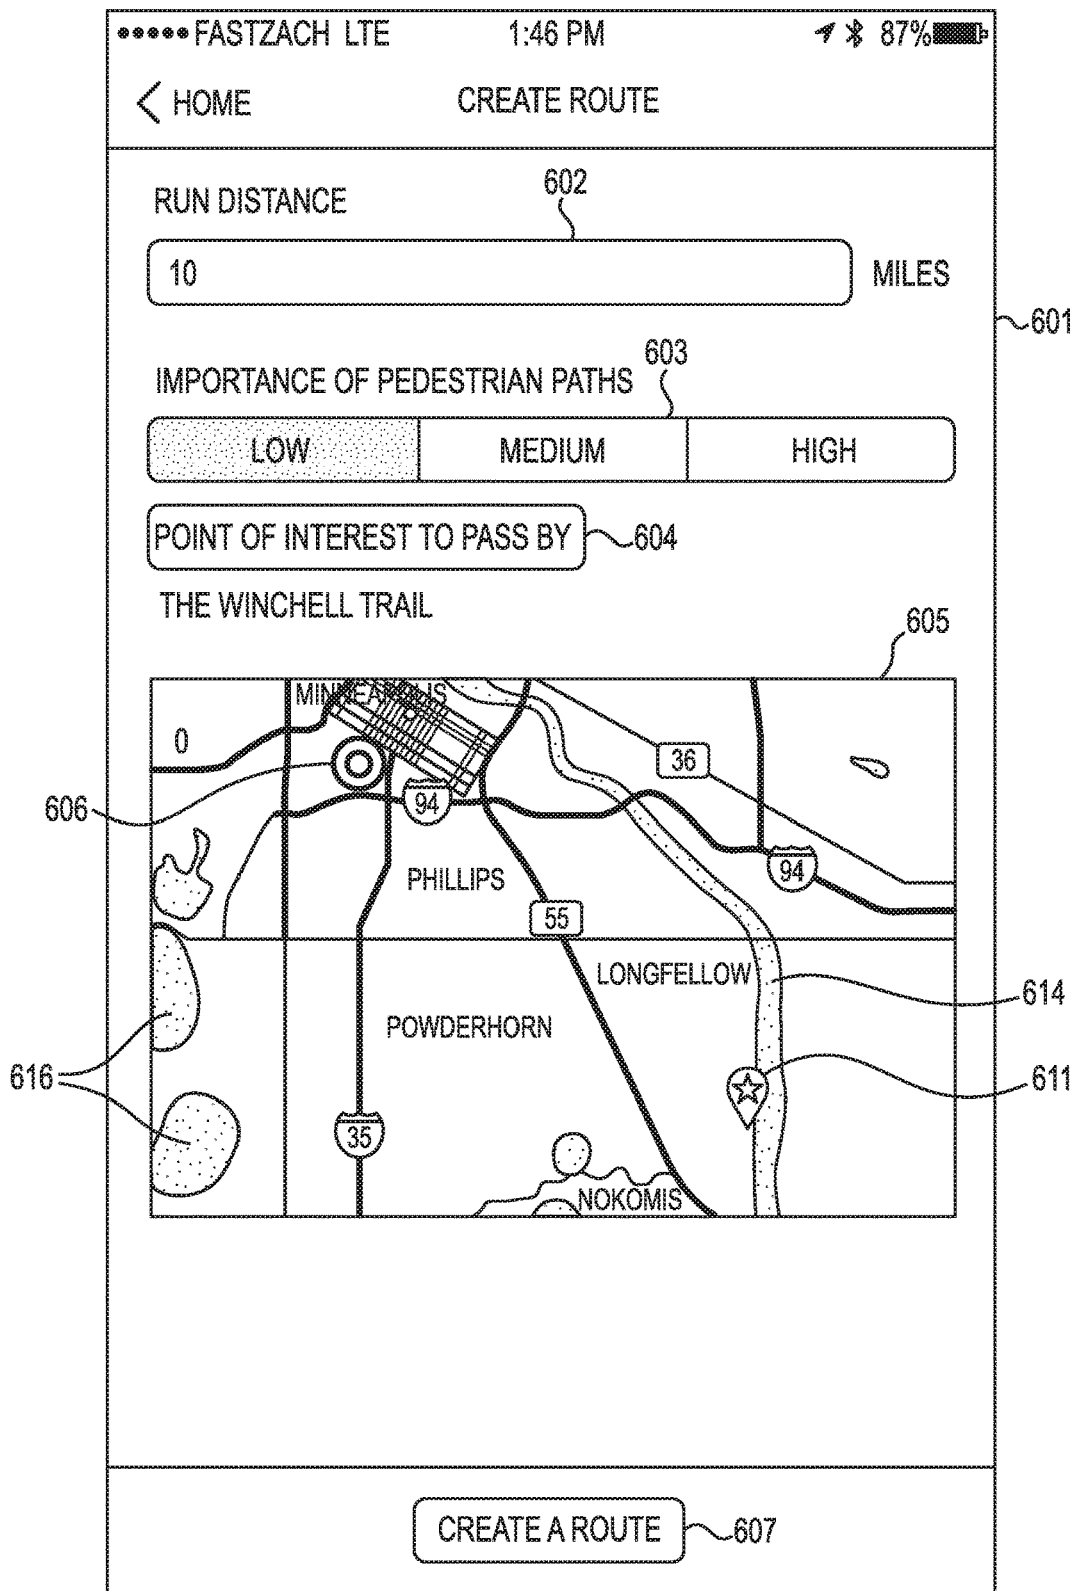 ●●●●● FASTZACH LTE 1:46 PM 87%
< HOME CREATE ROUTE
RUN DISTANCE
602
10
MILES
601
603
IMPORTANCE OF PEDESTRIAN PATHS
LOW MEDIUM HIGH
POINT OF INTEREST TO PASS BY
604
THE WINCHELL TRAIL
605
MINNEAPOLIS
0
36
606
94
94
PHILLIPS
55
LONGFELLOW
614
POWDERHORN
616
611
35
NOKOMIS
CREATE A ROUTE
607